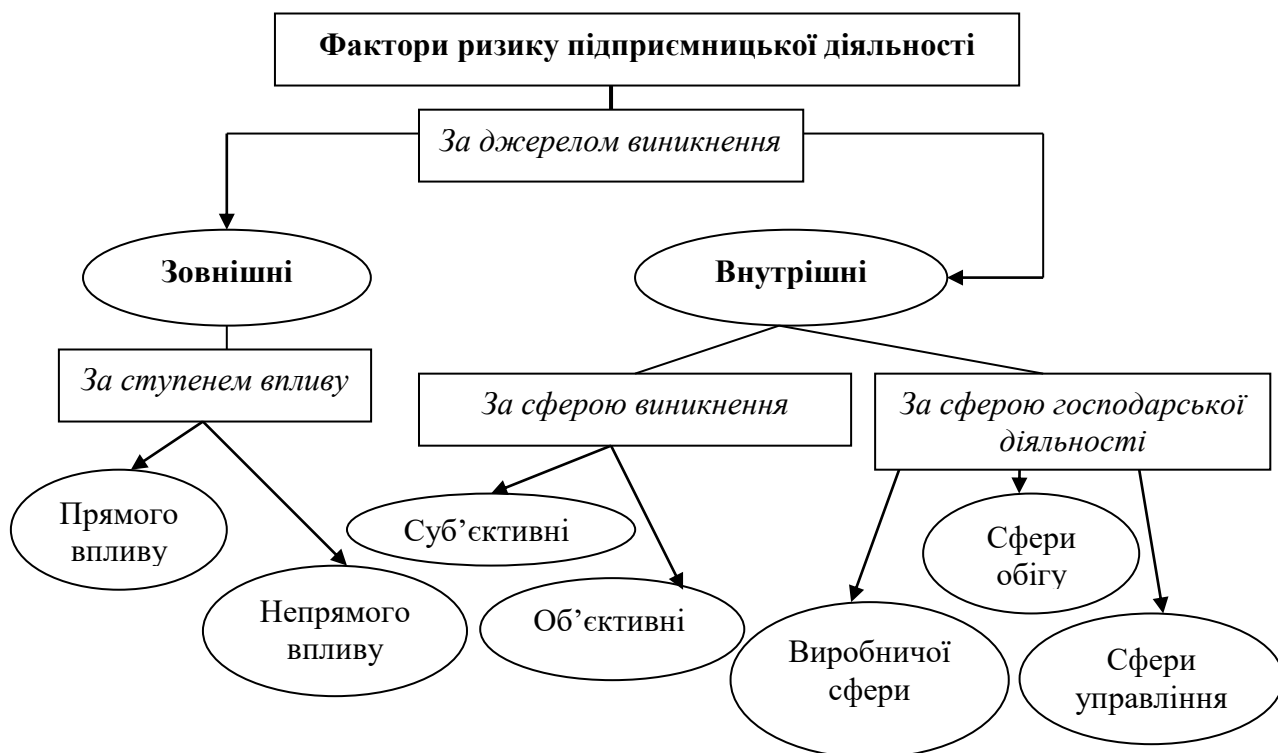 Фактори ризику підприємницької діяльності
За джерелом виникнення
Зовнішні
Внутрішні
За ступенем впливу
За сферою виникнення
За сферою господарської
діяльності
Прямого
впливу
Суб’єктивні
Сфери
обігу
Непрямого
впливу
Об’єктивні
Виробничої
сфери
Сфери
управління